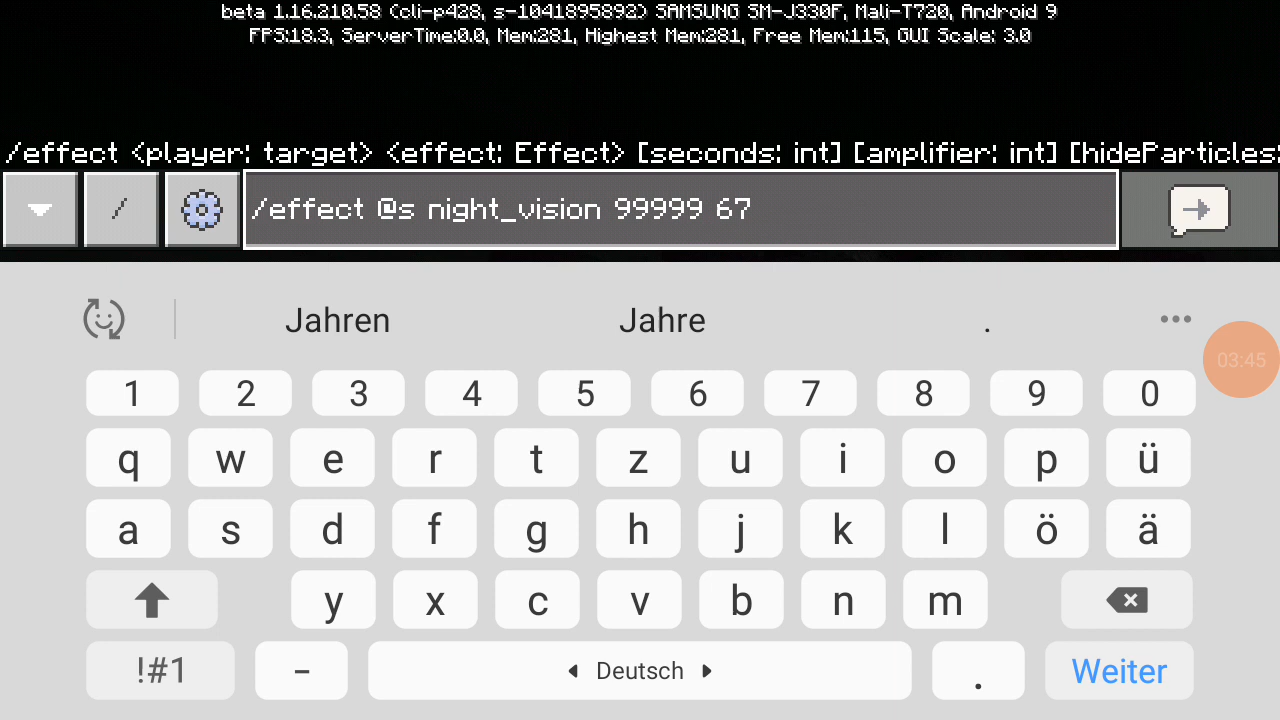 beta 1.16.210.58 (cli-p428, s-1041895892) SAMSUNG SM-J330F, Mali-T720, Android 9
FPS:18.3, ServerTime:0.0, Mem:281, Highest Mem:281, Free Mem:115, GUI Scale: 3.0
/effect <player: target> <effect: Effect> [seconds: int] [amplifier: int] [hideParticles:
/
/effect @s night_vision 99999 67
Jahren Jahre .
03:45
1 2 3 4 5 6 7 8 9 0
q w e r t z u i o p ü
a s d f g h j k l ö ä
y x c v b n m
!#1 - Deutsch . Weiter